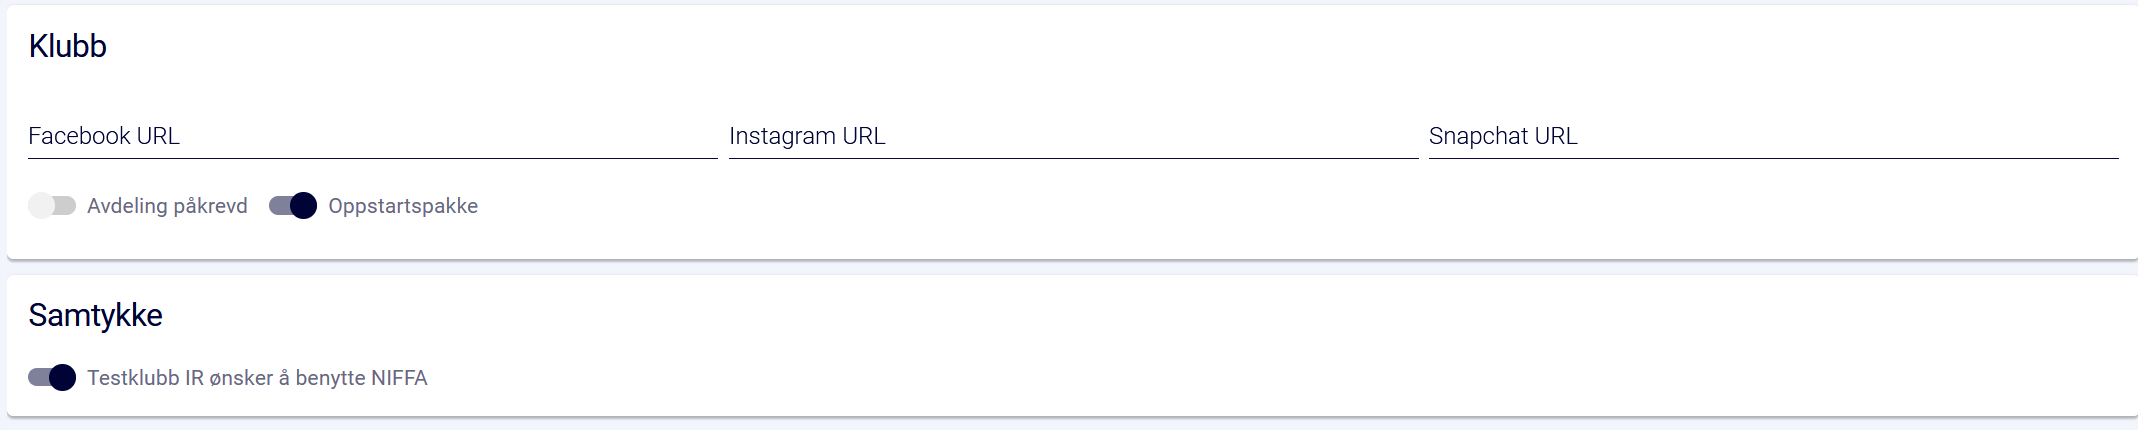 Klubb
Facebook URL Instagram URL Snapchat URL
Avdeling påkrevd Oppstartspakke
Samtykke
Testklubb IR ønsker å benytte NIFFA